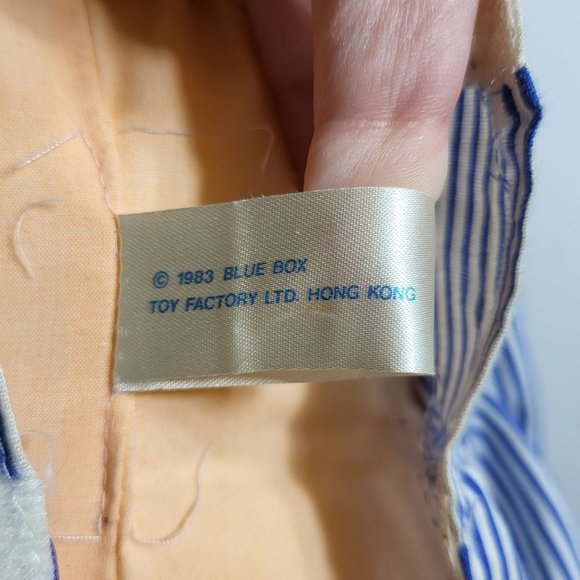 © 1983 BLUE BOX
TOY FACTORY LTD. HONG KONG